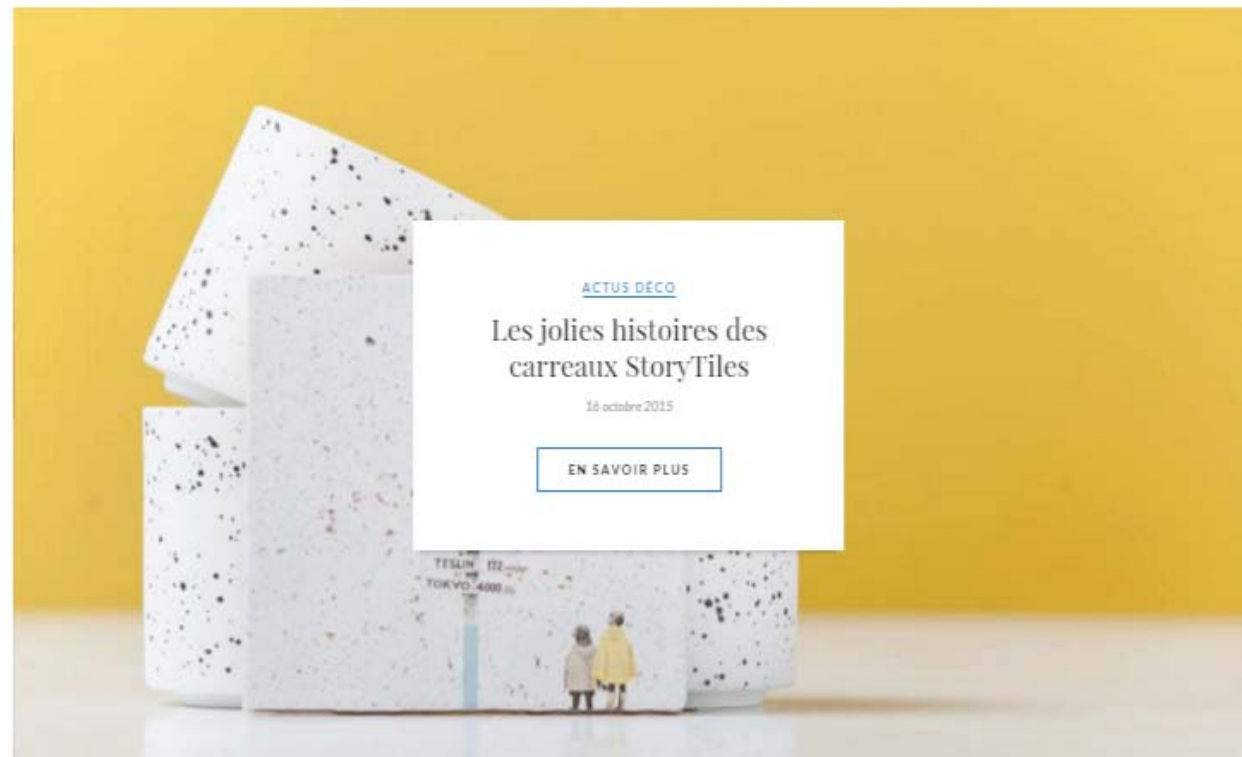 ACTUS DÉCO
Les jolies histoires des
carreaux StoryTiles
16 octobre 2015
EN SAVOIR PLUS
TESLIN 132
TOKYO 4000